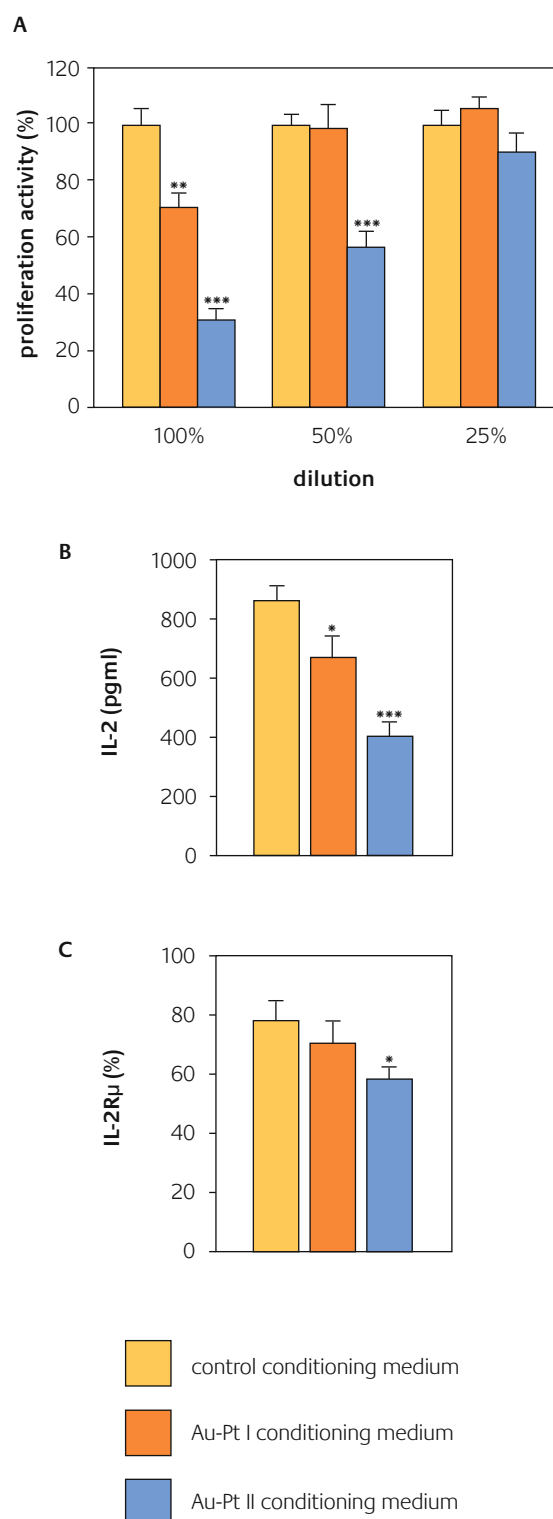 A
proliferation activity (%)
120
100
80
60
40
20
0
**
***
***
100%
50%
25%
dilution
B
IL-2 (pgml)
1000
800
600
400
200
0
*
***
C
IL-2Rµ (%)
100
80
60
40
20
0
*
control conditioning medium
Au-Pt I conditioning medium
Au-Pt II conditioning medium